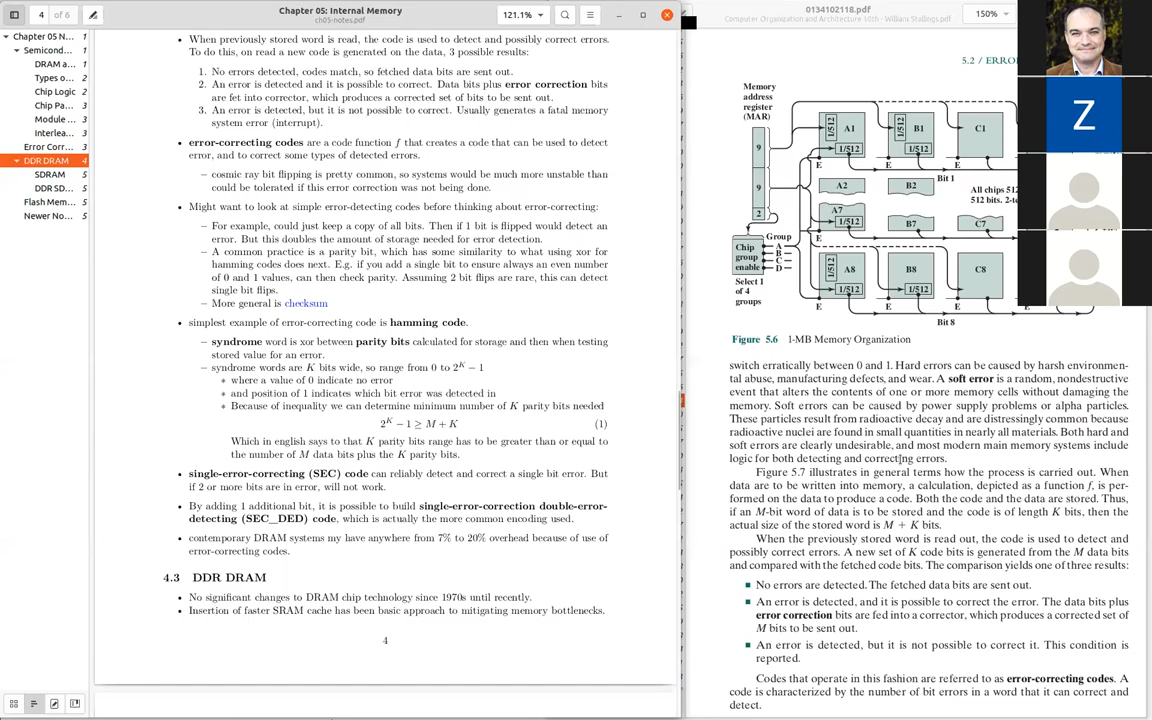 4 of 6
Chapter 05: Internal Memory
ch05-notes.pdf
121.1%
Chapter 05 N... 1
Semicond... 1
DRAM a... 1
Types o... 2
Chip Logic 2
Chip Pa... 3
Module ... 3
Interlea... 3
Error Corr... 3
DDR DRAM 4
SDRAM 5
DDR SD... 5
Flash Mem... 5
Newer No... 5
• When previously stored word is read, the code is used to detect and possibly correct errors.
To do this, on read a new code is generated on the data, 3 possible results:
1. No errors detected, codes match, so fetched data bits are sent out.
2. An error is detected and it is possible to correct. Data bits plus error correction bits
are fet into corrector, which produces a corrected set of bits to be sent out.
3. An error is detected, but it is not possible to correct. Usually generates a fatal memory
system error (interrupt).
• error-correcting codes are a code function f that creates a code that can be used to detect
error, and to correct some types of detected errors.
– cosmic ray bit flipping is pretty common, so systems would be much more unstable than
could be tolerated if this error correction was not being done.
• Might want to look at simple error-detecting codes before thinking about error-correcting:
– For example, could just keep a copy of all bits. Then if 1 bit is flipped would detect an
error. But this doubles the amount of storage needed for error detection.
– A common practice is a parity bit, which has some similarity to what using xor for
hamming codes does next. E.g. if you add a single bit to ensure always an even number
of 0 and 1 values, can then check parity. Assuming 2 bit flips are rare, this can detect
single bit flips.
– More general is checksum
• simplest example of error-correcting code is hamming code.
– syndrome word is xor between parity bits calculated for storage and then when testing
stored value for an error.
– syndrome words are K bits wide, so range from 0 to 2^K − 1
∗ where a value of 0 indicate no error
∗ and position of 1 indicates which bit error was detected in
∗ Because of inequality we can determine minimum number of K parity bits needed
2^K − 1 ≥ M + K (1)
Which in english says to that K parity bits range has to be greater than or equal to
the number of M data bits plus the K parity bits.
• single-error-correcting (SEC) code can reliably detect and correct a single bit error. But
if 2 or more bits are in error, will not work.
• By adding 1 additional bit, it is possible to build single-error-correction double-error-
detecting (SEC_DED) code, which is actually the more common encoding used.
• contemporary DRAM systems my have anywhere from 7% to 20% overhead because of use of
error-correcting codes.
4.3 DDR DRAM
• No significant changes to DRAM chip technology since 1970s until recently.
• Insertion of faster SRAM cache has been basic approach to mitigating memory bottlenecks.
4
0134102118.pdf
Computer Organization and Architecture 10th - William Stallings.pdf
150%
5.2 / ERRO
Memory
address
register
(MAR)
9
9
2
1/512
A1
1/512
1/512
B1
1/512
C1
E
E
E
Bit 1
A2
B2
All chips 512
512 bits. 2-te
A7
1/512
B7
C7
E
Group
Chip
group
enable
A
B
C
D
Select 1
of 4
groups
1/512
A8
1/512
B8
1/512
C8
E
E
E
Bit 8
Figure 5.6 1-MB Memory Organization
switch erratically between 0 and 1. Hard errors can be caused by harsh environmen-
tal abuse, manufacturing defects, and wear. A soft error is a random, nondestructive
event that alters the contents of one or more memory cells without damaging the
memory. Soft errors can be caused by power supply problems or alpha particles.
These particles result from radioactive decay and are distressingly common because
radioactive nuclei are found in small quantities in nearly all materials. Both hard and
soft errors are clearly undesirable, and most modern main memory systems include
logic for both detecting and correcting errors.
Figure 5.7 illustrates in general terms how the process is carried out. When
data are to be written into memory, a calculation, depicted as a function f, is per-
formed on the data to produce a code. Both the code and the data are stored. Thus,
if an M-bit word of data is to be stored and the code is of length K bits, then the
actual size of the stored word is M + K bits.
When the previously stored word is read out, the code is used to detect and
possibly correct errors. A new set of K code bits is generated from the M data bits
and compared with the fetched code bits. The comparison yields one of three results:
■ No errors are detected. The fetched data bits are sent out.
■ An error is detected, and it is possible to correct the error. The data bits plus
error correction bits are fed into a corrector, which produces a corrected set of
M bits to be sent out.
■ An error is detected, but it is not possible to correct it. This condition is
reported.
Codes that operate in this fashion are referred to as error-correcting codes. A
code is characterized by the number of bit errors in a word that it can correct and
detect.
Z